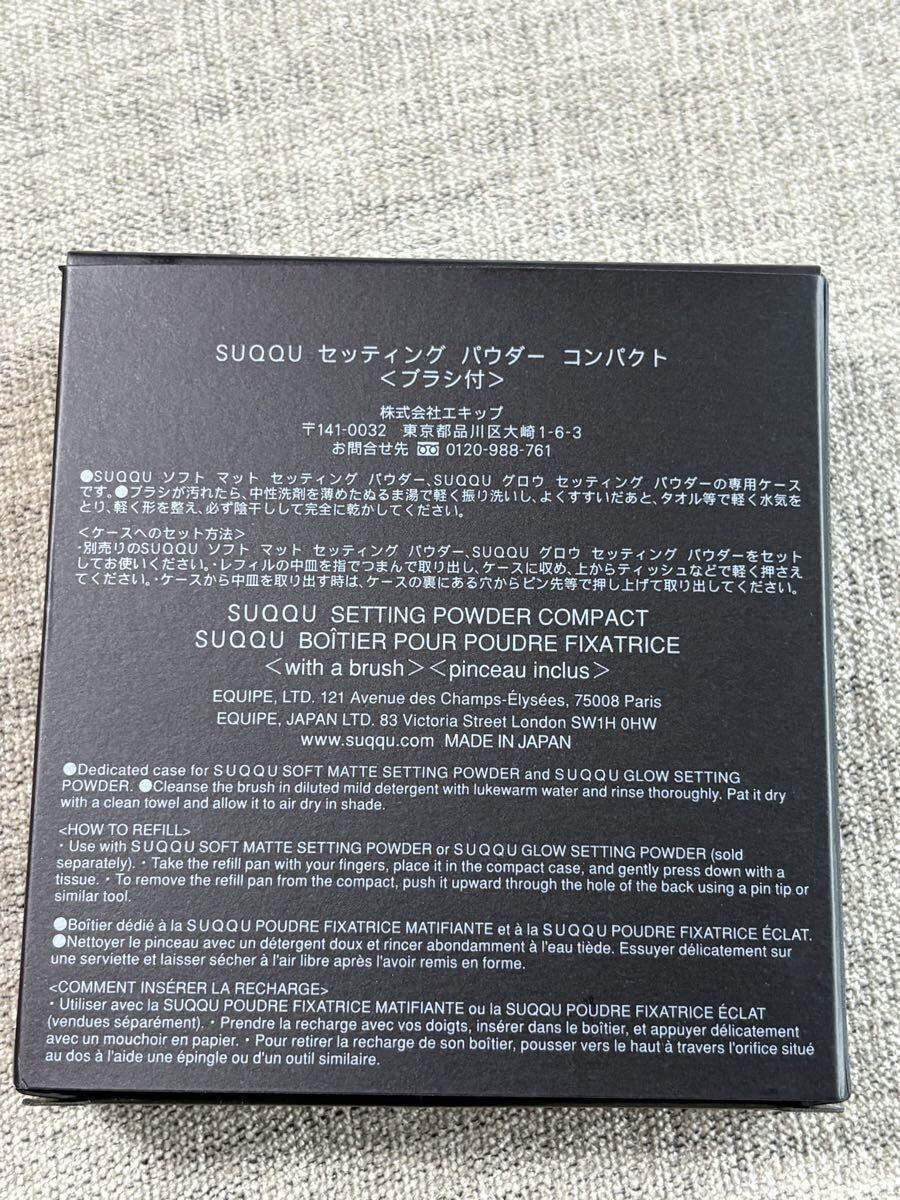 SUQQU セッティング パウダー コンパクト
＜ブラシ付＞
株式会社エキップ
〒141-0032 東京都品川区大崎1-6-3
お問合せ先 0120-988-761
●SUQQU ソフト マット セッティング パウダー、SUQQU グロウ セッティング パウダーの専用ケース
です。●ブラシが汚れたら、中性洗剤を薄めたぬるま湯で軽く振り洗いし、よくすすいだあと、タオル等で軽く水気を
とり、軽く形を整え、必ず陰干しして完全に乾かしてください。
＜ケースへのセット方法＞
・別売りのSUQQU ソフト マット セッティング パウダー、SUQQU グロウ セッティング パウダーをセット
してお使いください。・レフィルの中皿を指でつまんで取り出し、ケースに収め、上からティッシュなどで軽く押さえ
てください。・ケースから中皿を取り出す時は、ケースの裏にある穴からピン先等で押し上げて取り出してください。
SUQQU SETTING POWDER COMPACT
SUQQU BOÎTIER POUR POUDRE FIXATRICE
＜with a brush＞＜pinceau inclus＞
EQUIPE, LTD. 121 Avenue des Champs-Élysées, 75008 Paris
EQUIPE, JAPAN LTD. 83 Victoria Street London SW1H 0HW
www.suqqu.com MADE IN JAPAN
●Dedicated case for SUQQU SOFT MATTE SETTING POWDER and SUQQU GLOW SETTING
POWDER. ●Cleanse the brush in diluted mild detergent with lukewarm water and rinse thoroughly. Pat it dry
with a clean towel and allow it to air dry in shade.
<HOW TO REFILL>
・Use with SUQQU SOFT MATTE SETTING POWDER or SUQQU GLOW SETTING POWDER (sold
separately).・Take the refill pan with your fingers, place it in the compact case, and gently press down with a
tissue.・To remove the refill pan from the compact, push it upward through the hole of the back using a pin tip or
similar tool.
●Boîtier dédié à la SUQQU POUDRE FIXATRICE MATIFIANTE et à la SUQQU POUDRE FIXATRICE ÉCLAT.
●Nettoyer le pinceau avec un détergent doux et rincer abondamment à l'eau tiède. Essuyer délicatement sur
une serviette et laisser sécher à l'air libre après l'avoir remis en forme.
<COMMENT INSÉRER LA RECHARGE>
・Utiliser avec la SUQQU POUDRE FIXATRICE MATIFIANTE ou la SUQQU POUDRE FIXATRICE ÉCLAT
(vendues séparément).・Prendre la recharge avec vos doigts, insérer dans le boîtier, et appuyer délicatement
avec un mouchoir en papier.・Pour retirer la recharge de son boîtier, pousser vers le haut à travers l'orifice situé
au dos à l'aide une épingle ou d'un outil similaire.